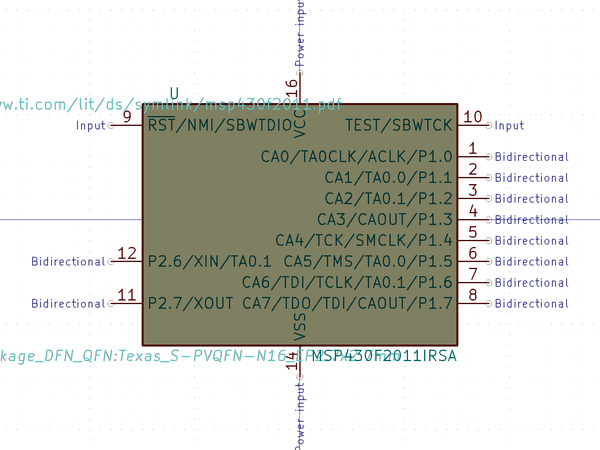 Power input
16
U
w.ti.com/lit/ds/symlink/msp430f2011.pdf
VCC
Input 9 RST/NMI/SBWTDIO TEST/SBWTCK 10 Input
CA0/TA0CLK/ACLK/P1.0 1 Bidirectional
CA1/TA0.0/P1.1 2 Bidirectional
CA2/TA0.1/P1.2 3 Bidirectional
CA3/CAOUT/P1.3 4 Bidirectional
CA4/TCK/SMCLK/P1.4 5 Bidirectional
Bidirectional 12 P2.6/XIN/TA0.1 CA5/TMS/TA0.0/P1.5 6 Bidirectional
CA6/TDI/TCLK/TA0.1/P1.6 7 Bidirectional
Bidirectional 11 P2.7/XOUT CA7/TDO/TDI/CAOUT/P1.7 8 Bidirectional
VSS
kage_DFN_QFN:Texas_S-PVQFN-N16_
MSP430F2011IRSA
14
Power input